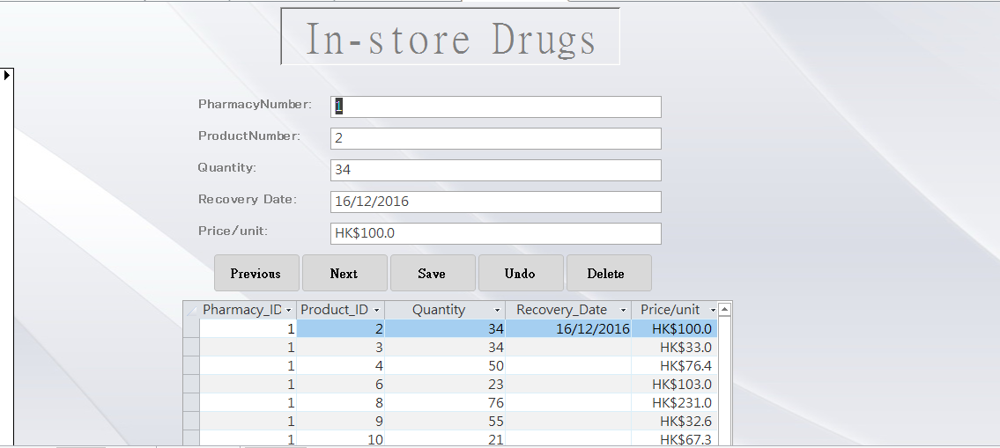 In-store Drugs
PharmacyNumber: 1
ProductNumber: 2
Quantity: 34
Recovery Date: 16/12/2016
Price/unit: HK$100.0
Previous Next Save Undo Delete
Pharmacy_ID Product_ID Quantity Recovery_Date Price/unit
1 2 34 16/12/2016 HK$100.0
1 3 34 HK$33.0
1 4 50 HK$76.4
1 6 23 HK$103.0
1 8 76 HK$231.0
1 9 55 HK$32.6
1 10 21 HK$67.3